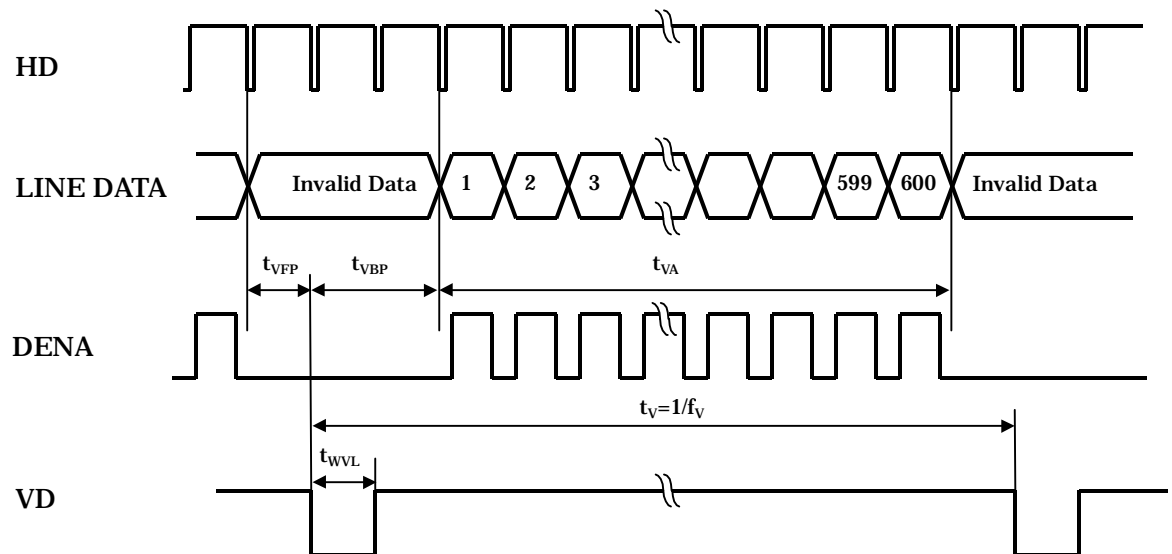 HD
LINE DATA
Invalid Data
1
2
3
599
600
Invalid Data
tVFP
tVBP
tVA
DENA
tV=1/fV
tWVL
VD